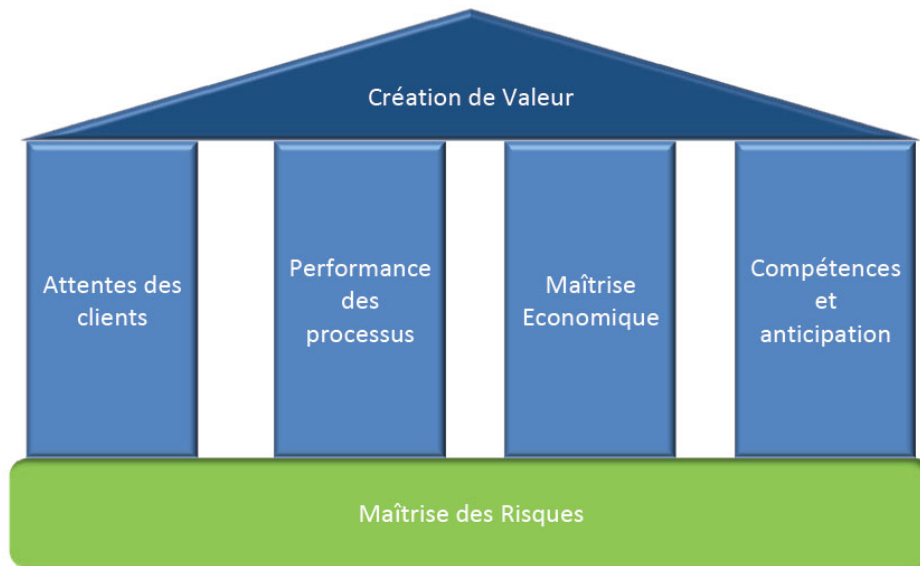 Création de Valeur
Attentes des
clients
Performance
des
processus
Maîtrise
Economique
Compétences
et
anticipation
Maîtrise des Risques